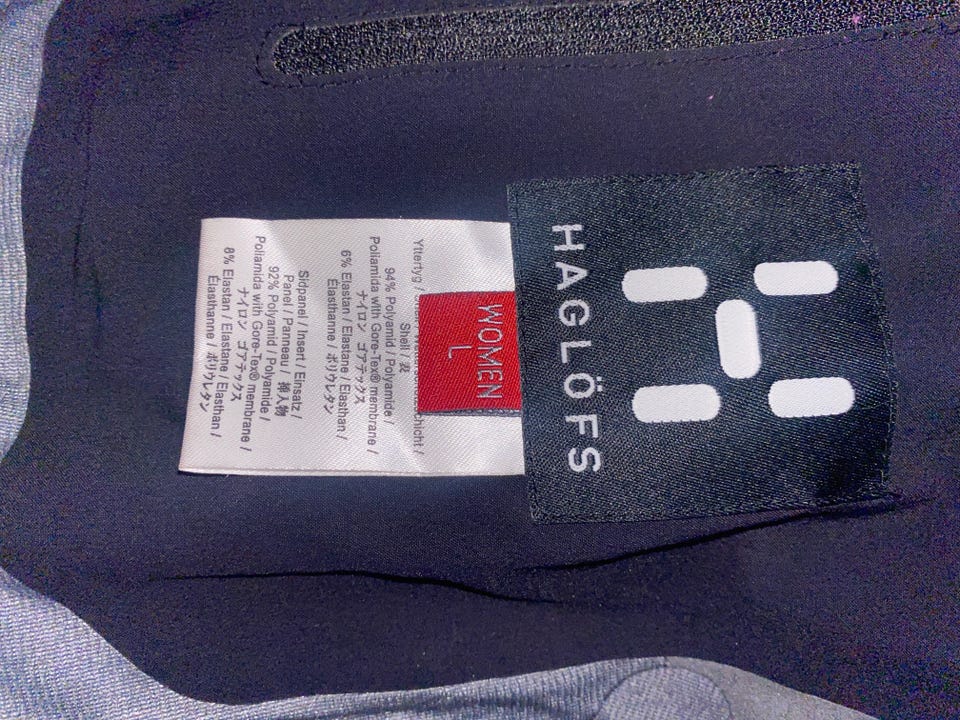 HAGLÖFS
WOMEN
L
Yttertyg /
Shell / 表
94% Polyamid / Polyamide /
Poliamida with Gore-Tex® membrane /
ナイロン ゴアテックス
6% Elastan / Elastane / Elasthan /
Élasthanne / ポリウレタン
Sidpanel / Insert / Einsatz /
Panel / Panneau / 挿入物
92% Polyamid / Polyamide /
Poliamida with Gore-Tex® membrane /
ナイロン ゴアテックス
8% Elastan / Elastane / Elasthan /
Élasthanne / ポリウレタン